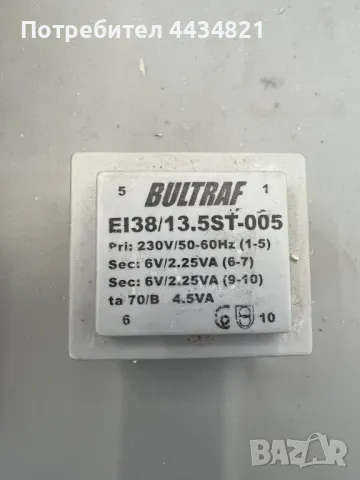 Потребител 4434821
5 BULTRAF 1
EI38/13.5ST-005
Pri: 230V/50-60Hz (1-5)
Sec: 6V/2.25VA (6-7)
Sec: 6V/2.25VA (9-10)
ta 70/B 4.5VA
6 10
BAZAR